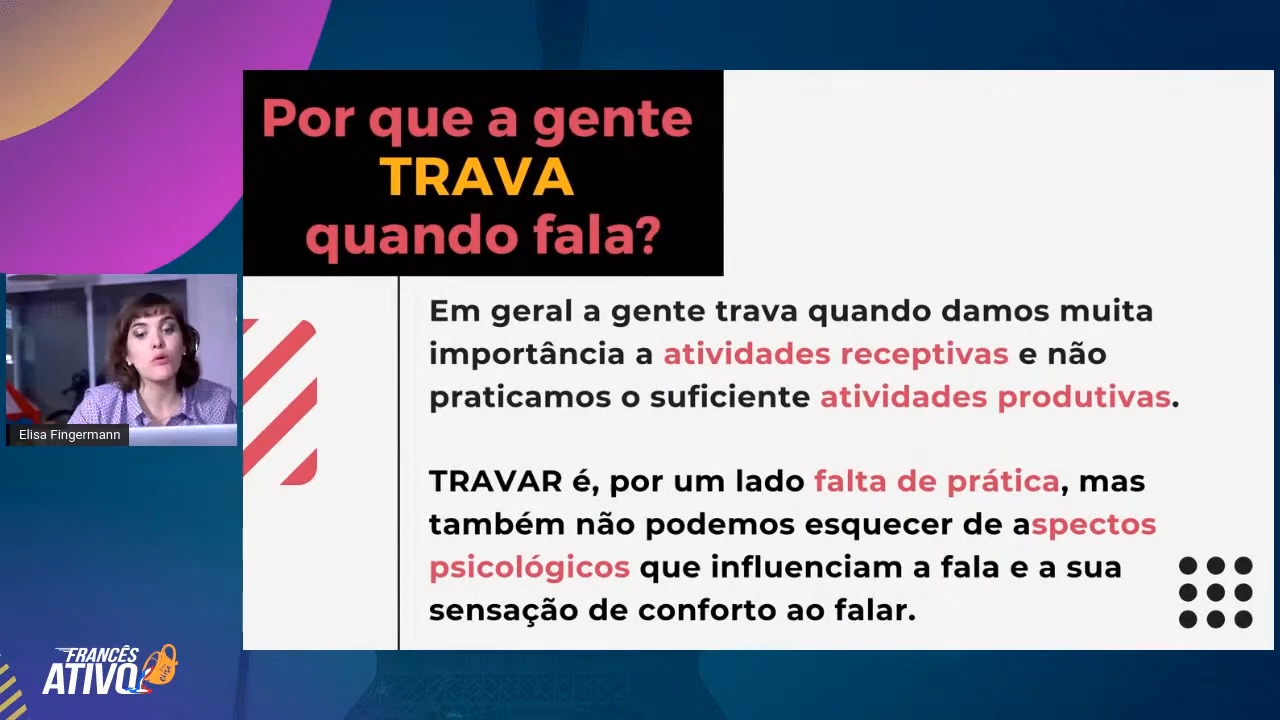 Por que a gente
TRAVA
quando fala?
Em geral a gente trava quando damos muita
importância a atividades receptivas e não
praticamos o suficiente atividades produtivas.
TRAVAR é, por um lado falta de prática, mas
também não podemos esquecer de aspectos
psicológicos que influenciam a fala e a sua
sensação de conforto ao falar.
Elisa Fingermann
FRANCÊS
ATIVO